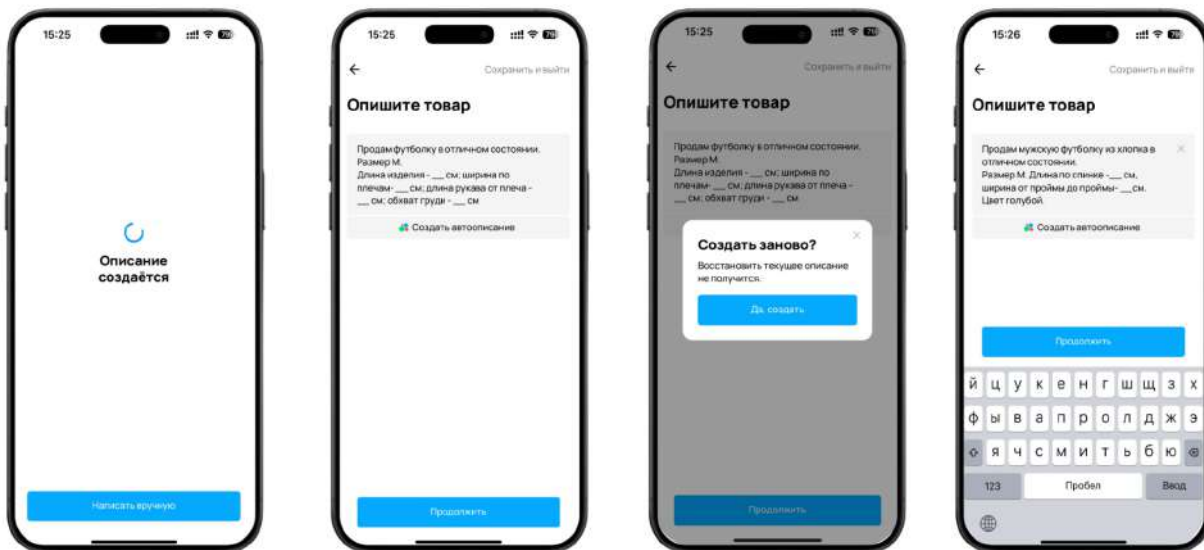 15:25
Описание
создаётся
Написать вручную
15:26
Сохранить и выйти
Опишите товар
Продам футболку в отличном состоянии.
Размер М.
Длина изделия - __ см; ширина по
плечам- __ см; длина рукава от плеча -
__ см; обхват груди - __ см
Создать автоописание
Продолжить
15:25
Сохранить и выйти
Опишите товар
Продам футболку в отличном состоянии.
Размер М.
Длина изделия - __ см; ширина по
плечам- __ см; длина рукава от плеча -
__ см; обхват груди - __ см
Создать заново?
Восстановить текущее описание
не получится.
Да, создать
Продолжить
15:26
Сохранить и выйти
Опишите товар
Продам мужскую футболку из хлопка в
отличном состоянии.
Размер М. Длина по спинке -__ см,
ширина от проймы до проймы- __см.
Цвет голубой.
Создать автоописание
Продолжить
й ц у к е н г ш щ з х
ф ы в а п р о л д ж э
я ч с м и т ь б ю
123 Пробел Ввод